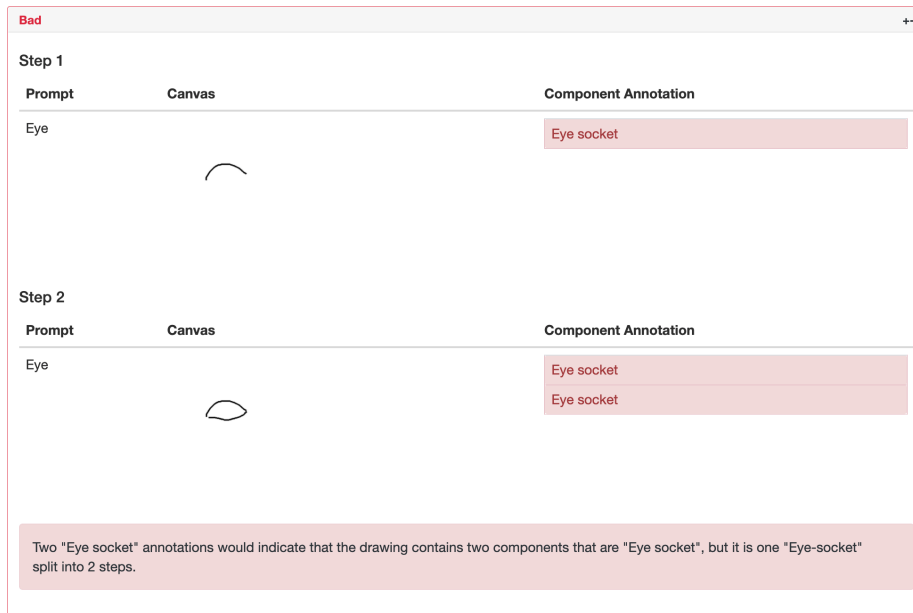 Bad
Step 1
Prompt Canvas Component Annotation
Eye Eye socket
Step 2
Prompt Canvas Component Annotation
Eye Eye socket
Eye socket
Two "Eye socket" annotations would indicate that the drawing contains two components that are "Eye socket", but it is one "Eye-socket"
split into 2 steps.